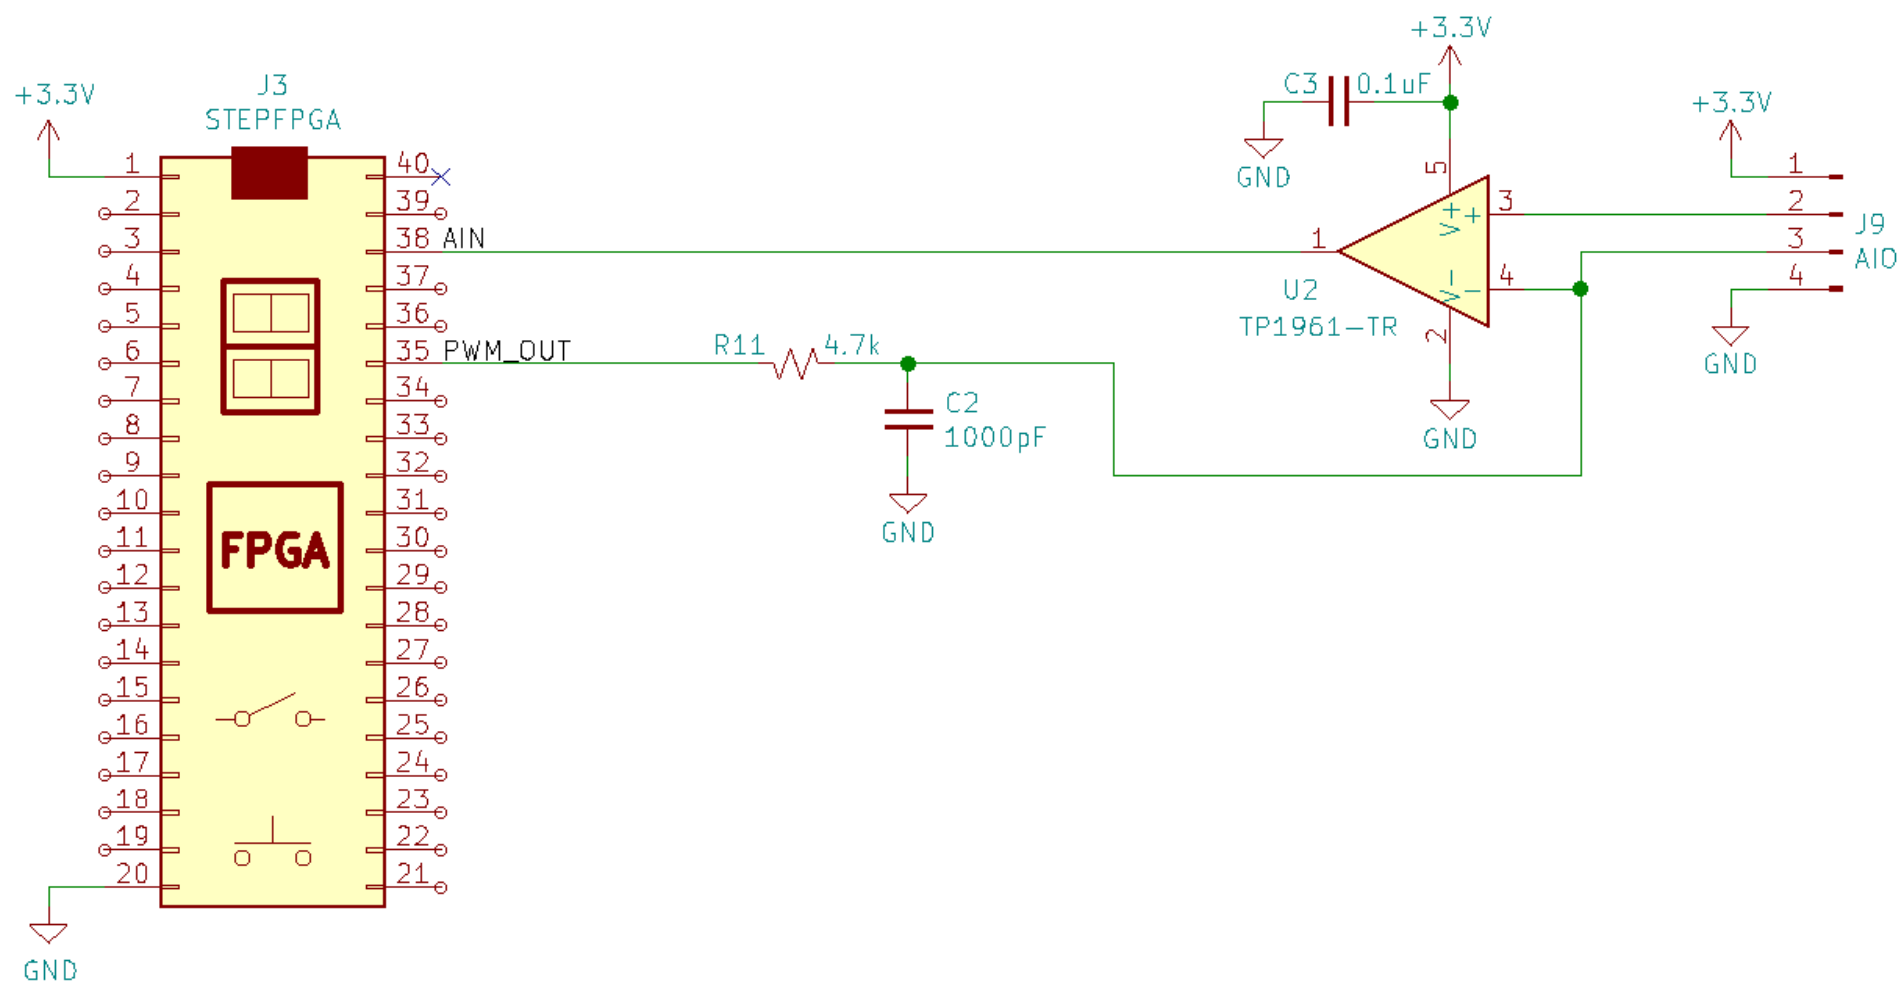 +3.3V
J3
STEPFPGA
1
2
3
4
5
6
7
8
9
10
11
12
13
14
15
16
17
18
19
20
GND
FPGA
40
39
38
37
36
35
34
33
32
31
30
29
28
27
26
25
24
23
22
21
AIN
PWM_OUT
R11 4.7k
C2
1000pF
GND
+3.3V
C3 0.1uF
GND
5
V+
+
3
1
4
V-
-
2
U2
TP1961-TR
GND
+3.3V
1
2
3
4
J9
AIO
GND